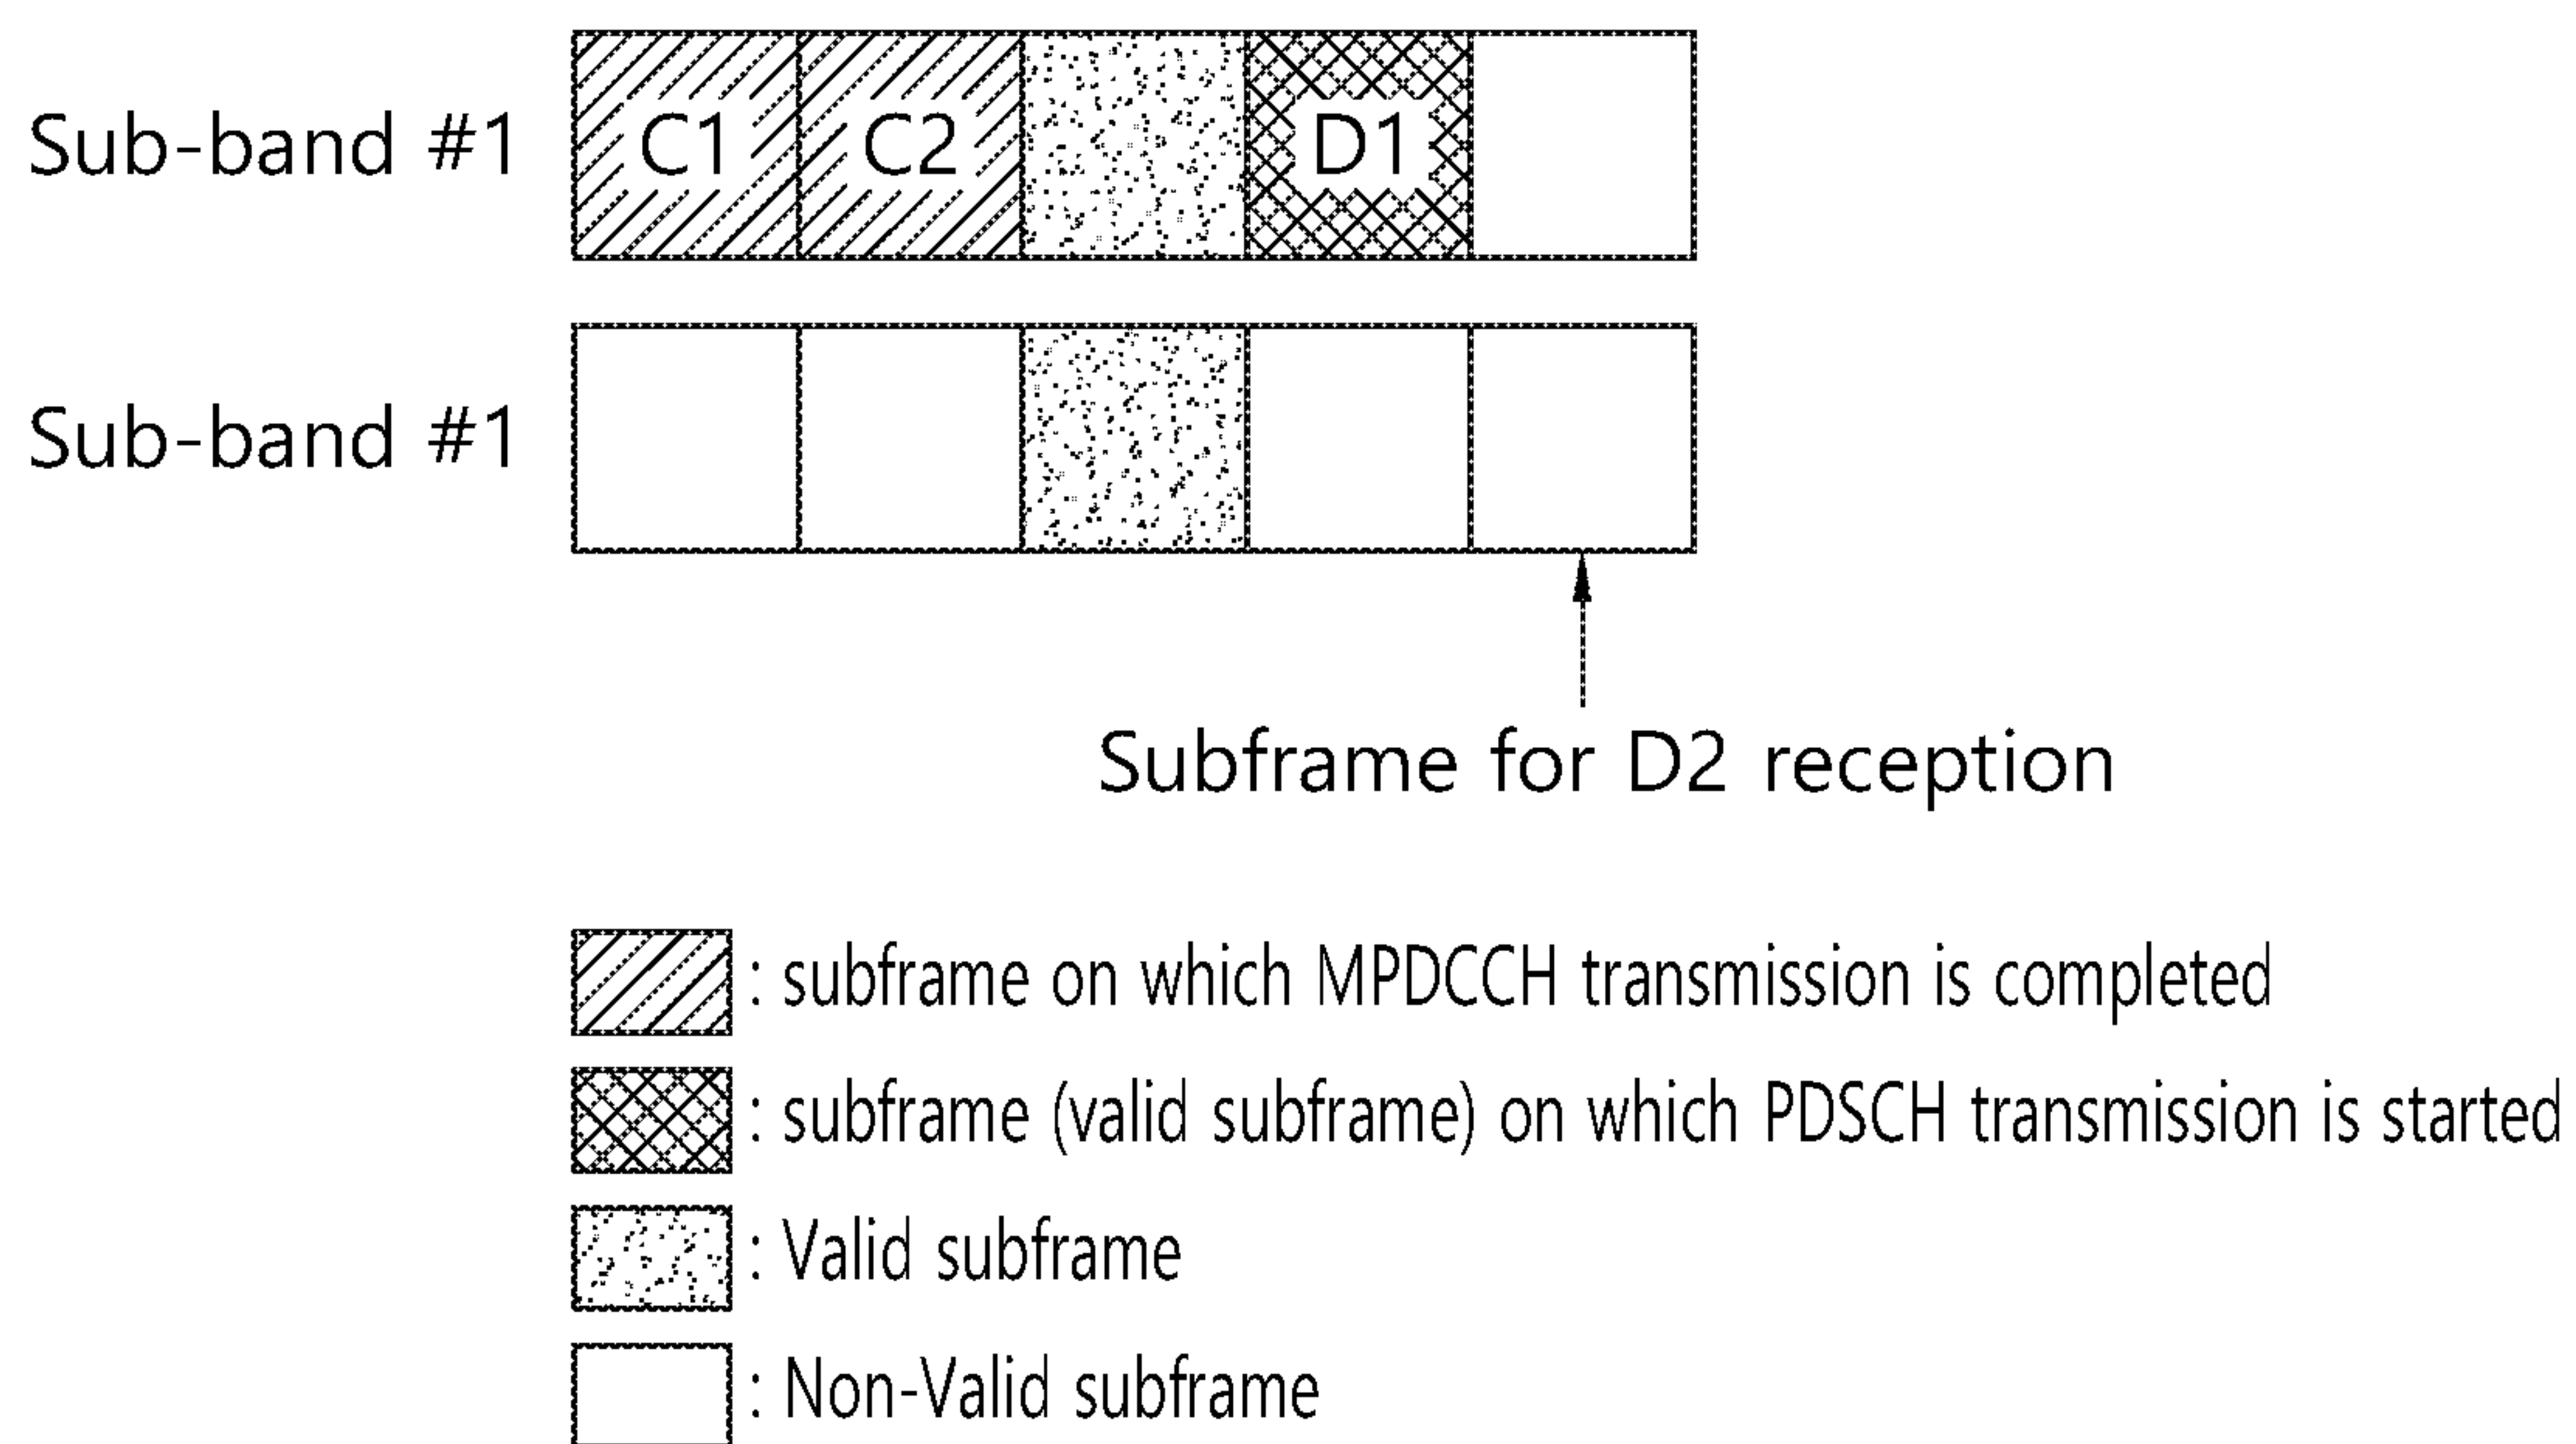 Sub-band #1 C1 C2 D1
Sub-band #1
Subframe for D2 reception
: subframe on which MPDCCH transmission is completed
: subframe (valid subframe) on which PDSCH transmission is started
: Valid subframe
: Non-Valid subframe